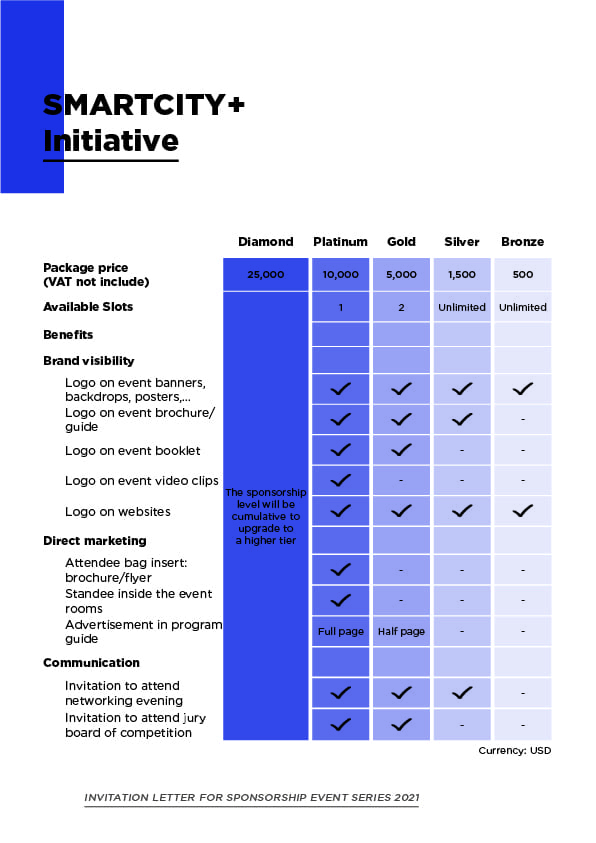 SMARTCITY+
Initiative
Diamond Platinum Gold Silver Bronze
Package price
(VAT not include)
25,000 10,000 5,000 1,500 500
Available Slots 1 2 Unlimited Unlimited
Benefits
Brand visibility
Logo on event banners,
backdrops, posters,...
✓ ✓ ✓ ✓
Logo on event brochure/
guide
✓ ✓ ✓ -
Logo on event booklet ✓ ✓ - -
Logo on event video clips ✓ - - -
The sponsorship
level will be
cumulative to
upgrade to
a higher tier
Logo on websites ✓ ✓ ✓ ✓
Direct marketing
Attendee bag insert:
brochure/flyer
✓ - - -
Standee inside the event
rooms
✓ - - -
Advertisement in program
guide
Full page Half page - -
Communication
Invitation to attend
networking evening
✓ ✓ ✓ -
Invitation to attend jury
board of competition
✓ ✓ - -
Currency: USD
INVITATION LETTER FOR SPONSORSHIP EVENT SERIES 2021